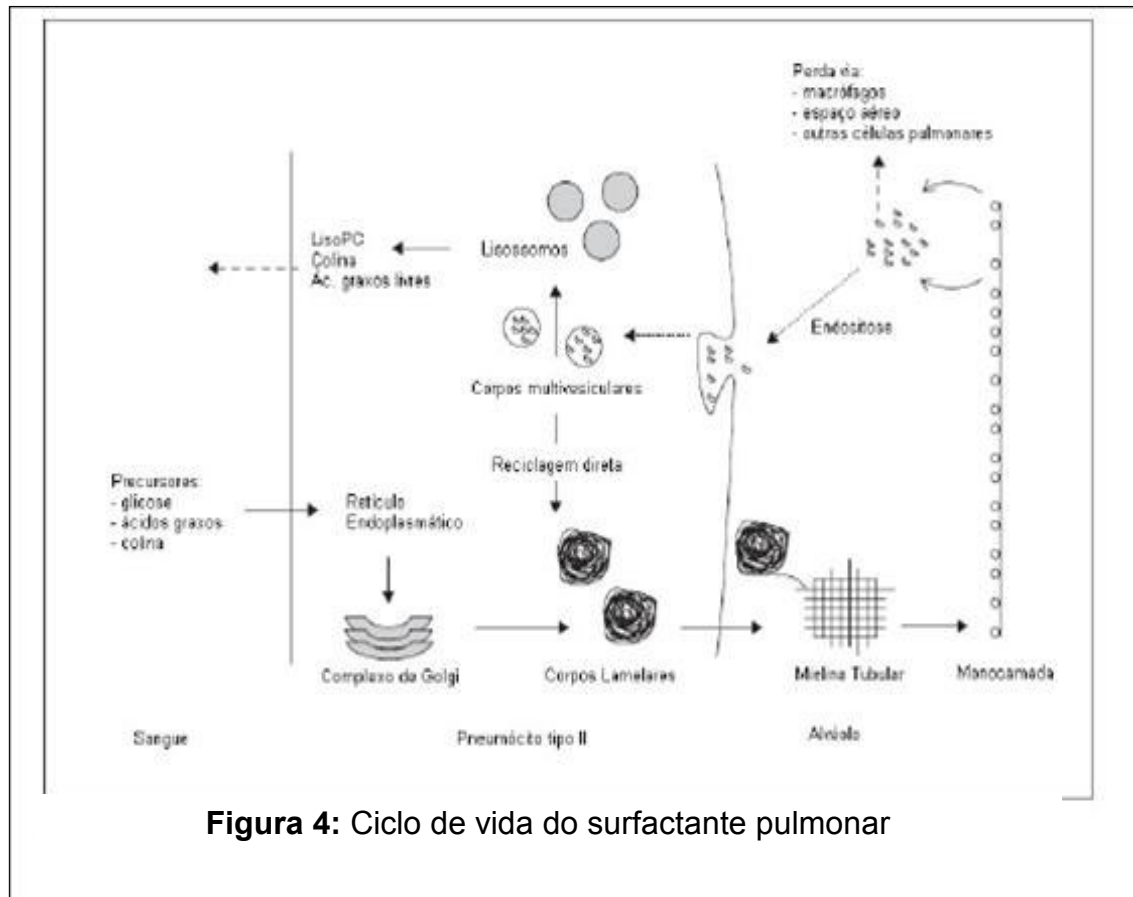 Perda via:
- macrófagos
- espaço aéreo
- outras células pulmonares
LisoPC
Colina
Ác. graxos livres
Lisossomos
Endositose
Corpos multivesiculares
Reciclagem direta
Precursores:
- glicose
- ácidos graxos
- colina
Retículo
Endoplasmático
Complexo de Golgi
Corpos Lamelares
Mielina Tubular
Monocamada
Sangue
Pneumócito tipo II
Alvéolo
Figura 4: Ciclo de vida do surfactante pulmonar